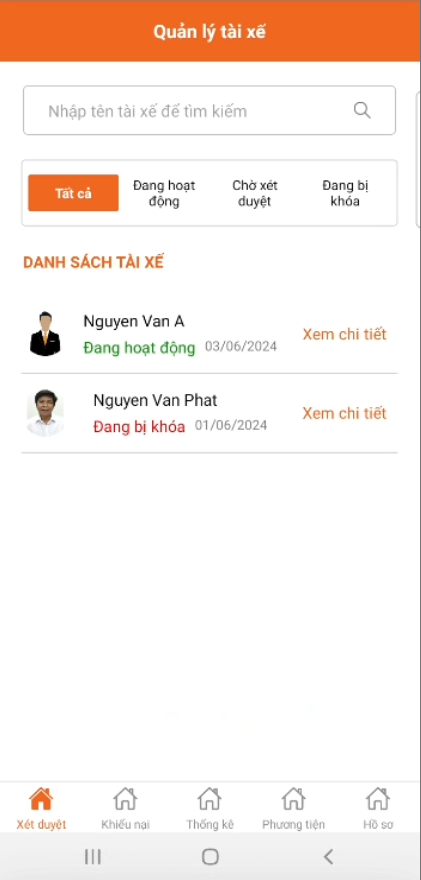 Quản lý tài xế
Nhập tên tài xế để tìm kiếm
Tất cả
Đang hoạt
động
Chờ xét
duyệt
Đang bị
khóa
DANH SÁCH TÀI XẾ
Nguyen Van A
Đang hoạt động 03/06/2024
Xem chi tiết
Nguyen Van Phat
Đang bị khóa 01/06/2024
Xem chi tiết
Xét duyệt Khiếu nại Thống kê Phương tiện Hồ sơ